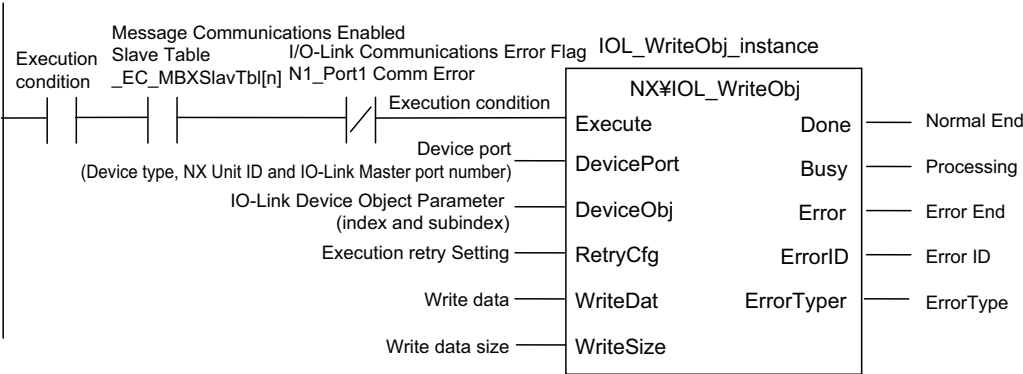 Message Communications Enabled
Execution Slave Table I/O-Link Communications Error Flag IOL_WriteObj_instance
condition _EC_MBXSlavTbl[n] N1_Port1 Comm Error
NX¥IOL_WriteObj
Execution condition
Execute Done Normal End
Device port
(Device type, NX Unit ID and IO-Link Master port number)
DevicePort Busy Processing
IO-Link Device Object Parameter
(index and subindex)
DeviceObj Error Error End
Execution retry Setting RetryCfg ErrorID Error ID
Write data WriteDat ErrorTyper ErrorType
Write data size WriteSize